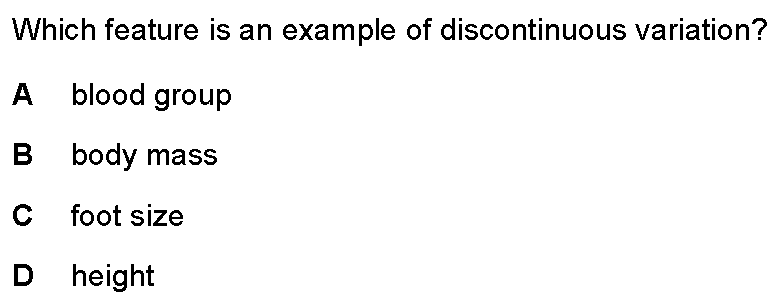 Which feature is an example of discontinuous variation?
A blood group
B body mass
C foot size
D height